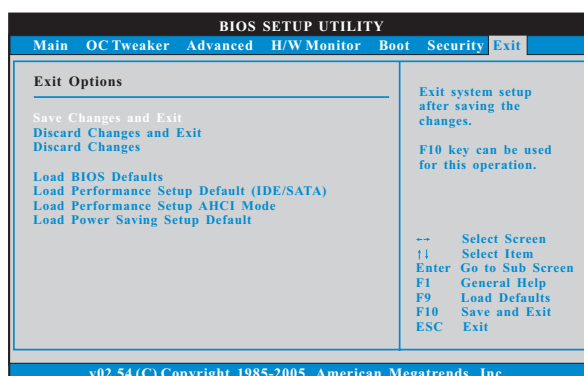 BIOS SETUP UTILITY
Main OC Tweaker Advanced H/W Monitor Boot Security Exit
Exit Options
Save Changes and Exit
Discard Changes and Exit
Discard Changes
Load BIOS Defaults
Load Performance Setup Default (IDE/SATA)
Load Performance Setup AHCI Mode
Load Power Saving Setup Default
Exit system setup
after saving the
changes.
F10 key can be used
for this operation.
←→ Select Screen
↑↓ Select Item
Enter Go to Sub Screen
F1 General Help
F9 Load Defaults
F10 Save and Exit
ESC Exit
v02.54 (C) Copyright 1985-2005, American Megatrends, Inc.